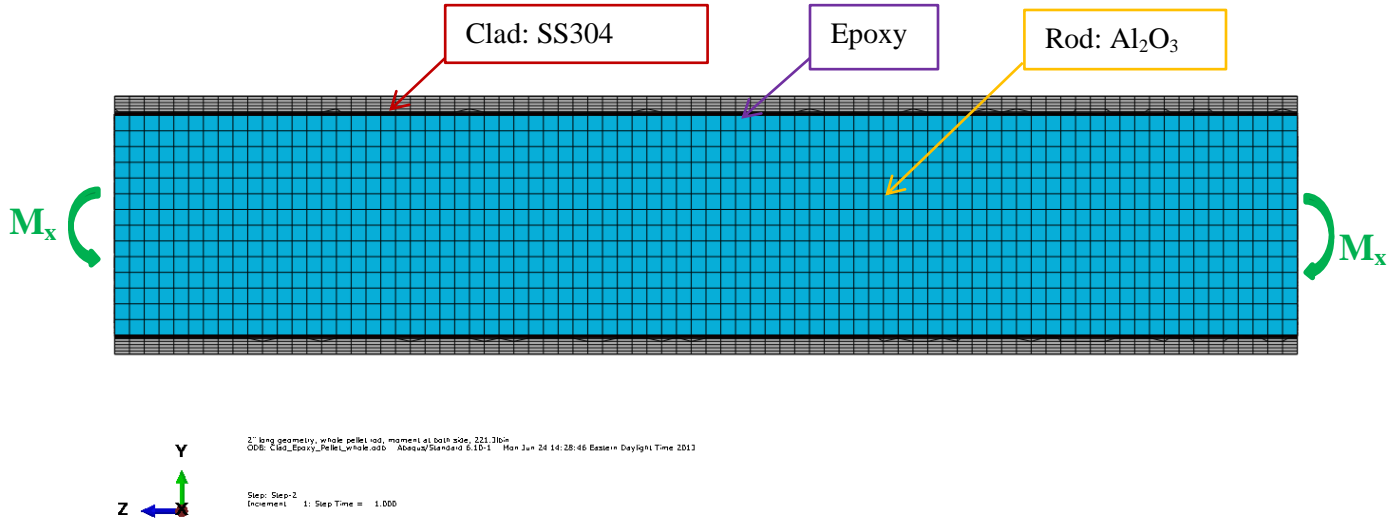 Clad: SS304
Epoxy
Rod: Al₂O₃
Mₓ
Mₓ
Y
Z
X
2" long geometry, whole pellet rod, moment at both side, 221.3lbin
ODB: Clad_Epoxy_Pellet_whole.odb Abaqus/Standard 6.10-1 Mon Jun 24 14:28:46 Eastern Daylight Time 2013
Step: Step-2
Increment 1: Step Time = 1.000